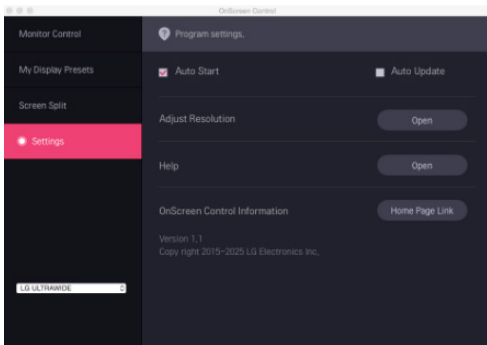 OnScreen Control
Monitor Control
My Display Presets
Screen Split
Settings
LG ULTRAWIDE
Program settings.
Auto Start
Auto Update
Adjust Resolution
Open
Help
Open
OnScreen Control Information
Home Page Link
Version 1.1
Copy right 2015-2025 LG Electronics Inc.